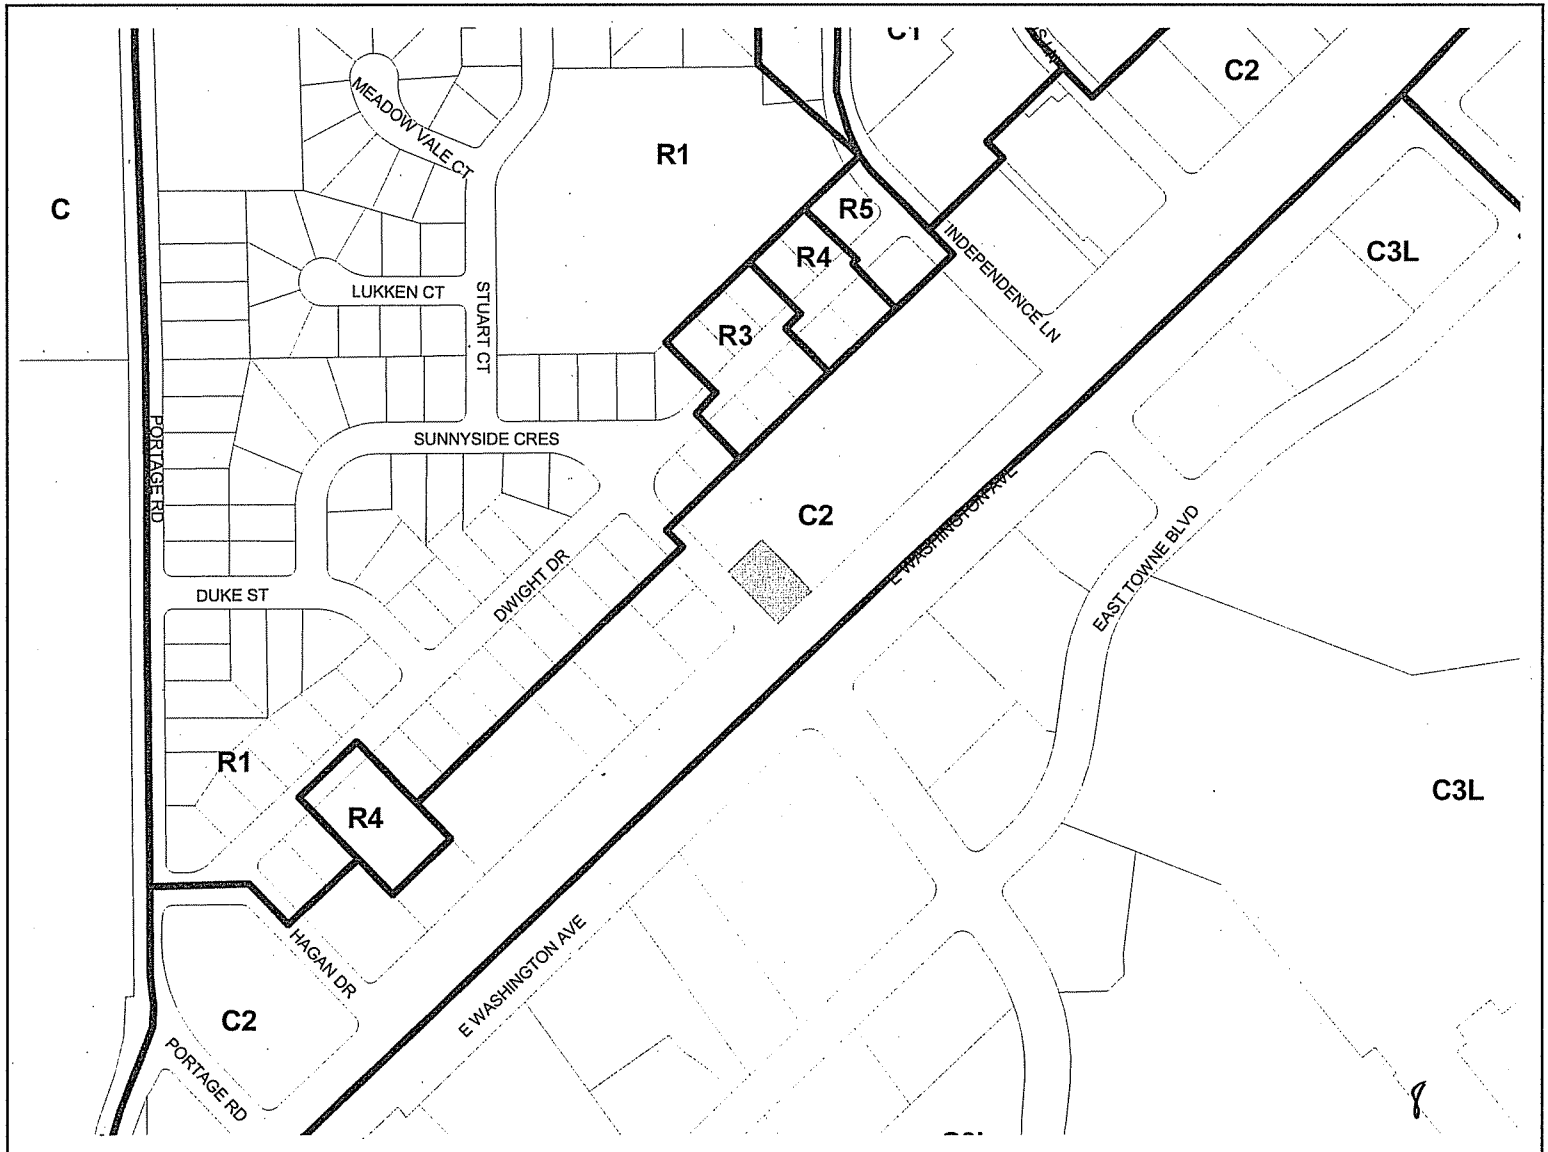 C1
C2
MEADOW VALE CT
R1
C
R5
INDEPENDENCE LN
R4
C3L
LUKKEN CT
STUART CT
R3
PORTAGE RD
SUNNYSIDE CRES
C2
E WASHINGTON AVE
EAST TOWNE BLVD
DWIGHT DR
DUKE ST
R1
R4
C3L
HAGAN DR
E WASHINGTON AVE
C2
PORTAGE RD
8